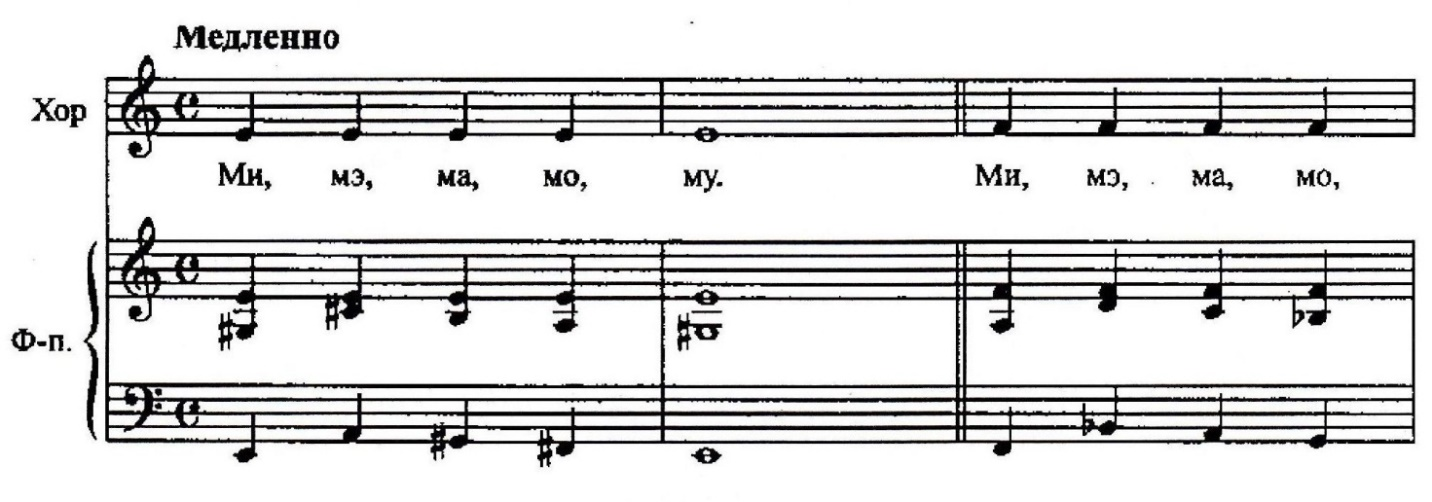 Медленно
Хор
Ми, мэ, ма, мо, му. Ми, мэ, ма, мо,
Ф-п.